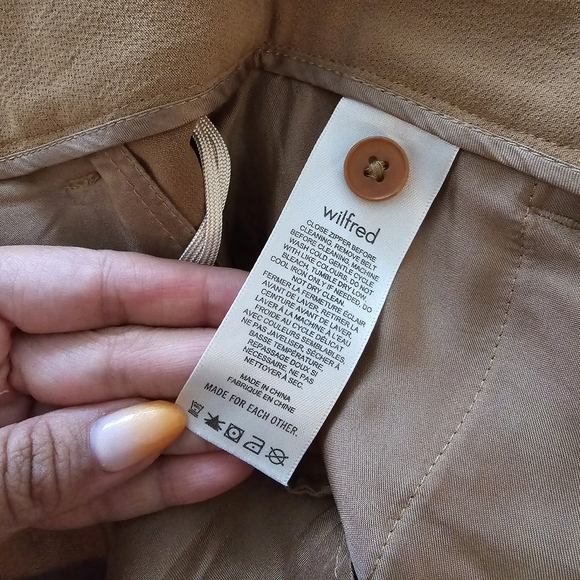 wilfred
CLOSE ZIPPER BEFORE
CLEANING, REMOVE BELT
BEFORE CLEANING, MACHINE
WASH COLD GENTLE CYCLE
WITH LIKE COLOURS, DO NOT
BLEACH, TUMBLE DRY LOW,
COOL IRON ONLY IF NEEDED, DO
NOT DRY CLEAN.
FERMER LA FERMETURE ÉCLAIR
AVANT DE LAVER, RETIRER LA
CEINTURE AVANT DE LAVER,
LAVER À LA MACHINE À L'EAU
FROIDE AU CYCLE DÉLICAT
AVEC COULEURS SEMBLABLES,
NE PAS JAVELISER, SÉCHER À
BASSE TEMPÉRATURE,
REPASSAGE DOUX SI
NÉCESSAIRE, NE PAS
NETTOYER À SEC.
MADE IN CHINA
FABRIQUÉ EN CHINE
MADE FOR EACH OTHER.